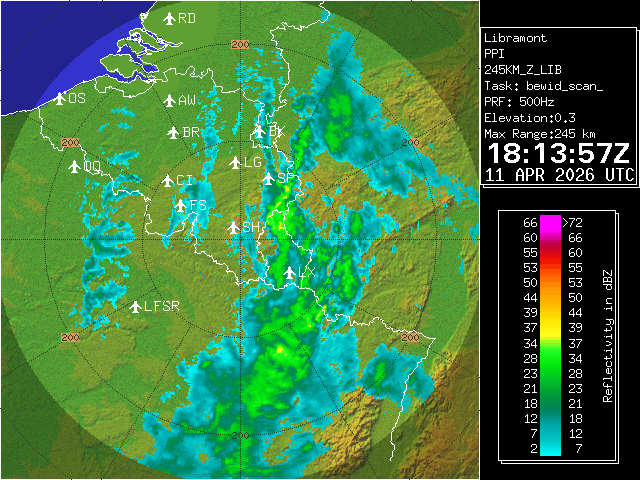 Libramont
PPI
245KM_Z_LIB
Task: bewid_scan_
PRF: 500Hz
Elevation:0.3
Max Range:245 km
18:13:57Z
11 APR 2026 UTC
RD
200
OS
AW
BR
BK
200
200
QQ
LG
CI
SP
FS
SH
LX
LFSR
200
200
200
66 >72
60 66
55 60
53 55
50 53
44 50
39 44
37 39
34 37
28 34
23 28
21 23
18 21
12 18
7 12
2 7
Reflectivity in dBZ